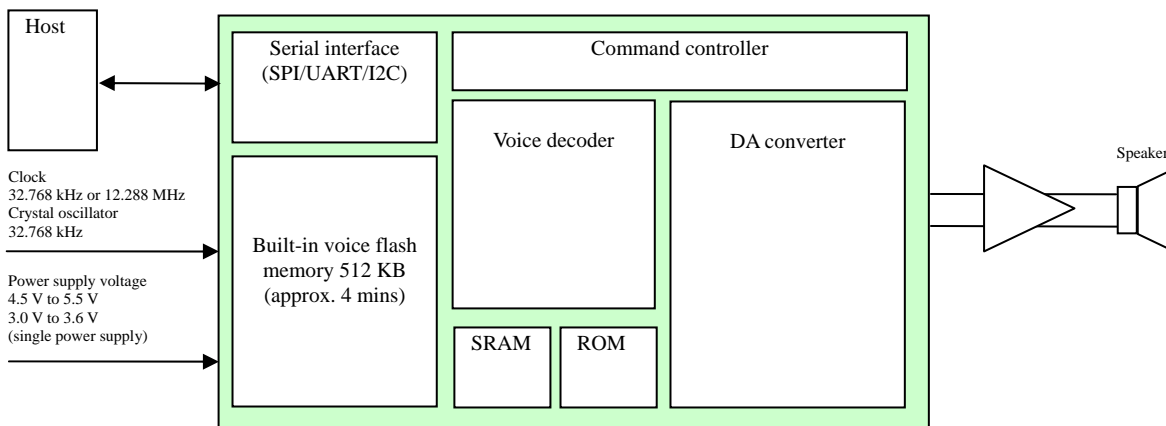 Host
Serial interface
(SPI/UART/I2C)
Command controller
Voice decoder
DA converter
Speaker
Clock
32.768 kHz or 12.288 MHz
Crystal oscillator
32.768 kHz
Built-in voice flash
memory 512 KB
(approx. 4 mins)
Power supply voltage
4.5 V to 5.5 V
3.0 V to 3.6 V
(single power supply)
SRAM
ROM